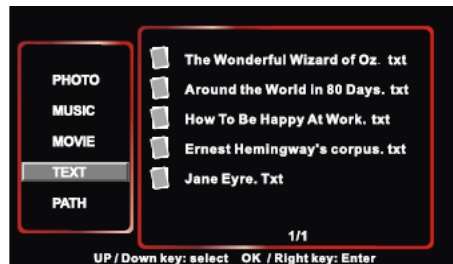 PHOTO
MUSIC
MOVIE
TEXT
PATH
The Wonderful Wizard of Oz. txt
Around the World in 80 Days. txt
How To Be Happy At Work. txt
Ernest Hemingway's corpus. txt
Jane Eyre. Txt
1/1
UP / Down key: select OK / Right key: Enter